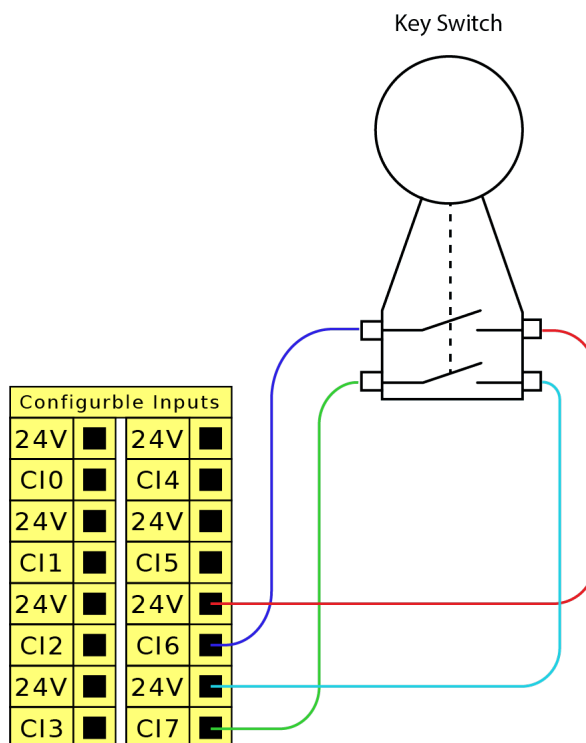 Key Switch
Configurble Inputs
24V 24V
CI0 CI4
24V 24V
CI1 CI5
24V 24V
CI2 CI6
24V 24V
CI3 CI7